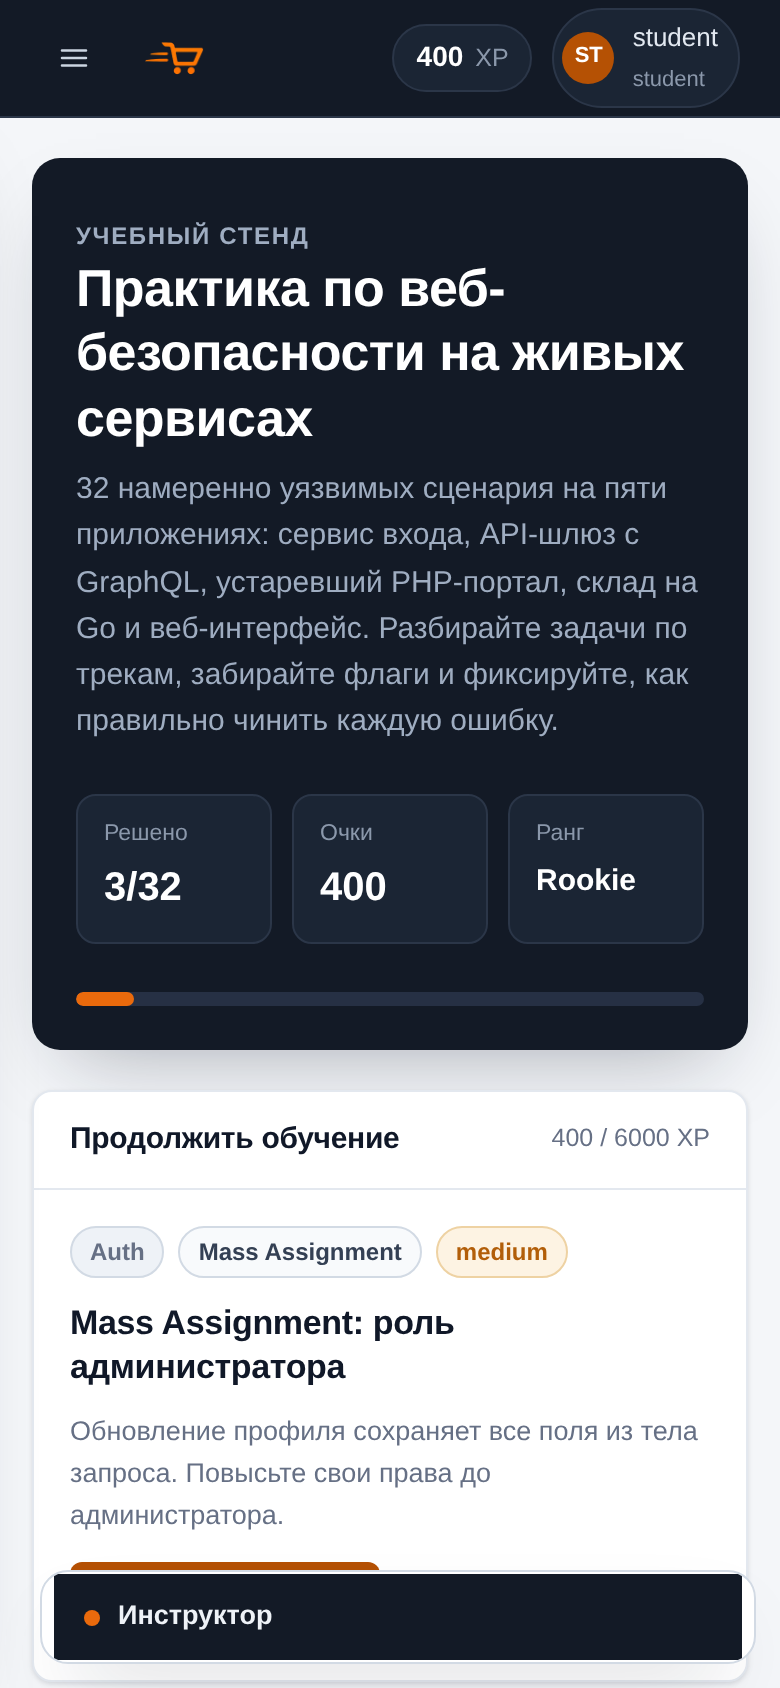 400 XP
ST
student
student
УЧЕБНЫЙ СТЕНД
Практика по веб-
безопасности на живых
сервисах
32 намеренно уязвимых сценария на пяти
приложениях: сервис входа, API-шлюз с
GraphQL, устаревший PHP-портал, склад на
Go и веб-интерфейс. Разбирайте задачи по
трекам, забирайте флаги и фиксируйте, как
правильно чинить каждую ошибку.
Решено
3/32
Очки
400
Ранг
Rookie
Продолжить обучение
400 / 6000 XP
Auth
Mass Assignment
medium
Mass Assignment: роль
администратора
Обновление профиля сохраняет все поля из тела
запроса. Повысьте свои права до
администратора.
Инструктор